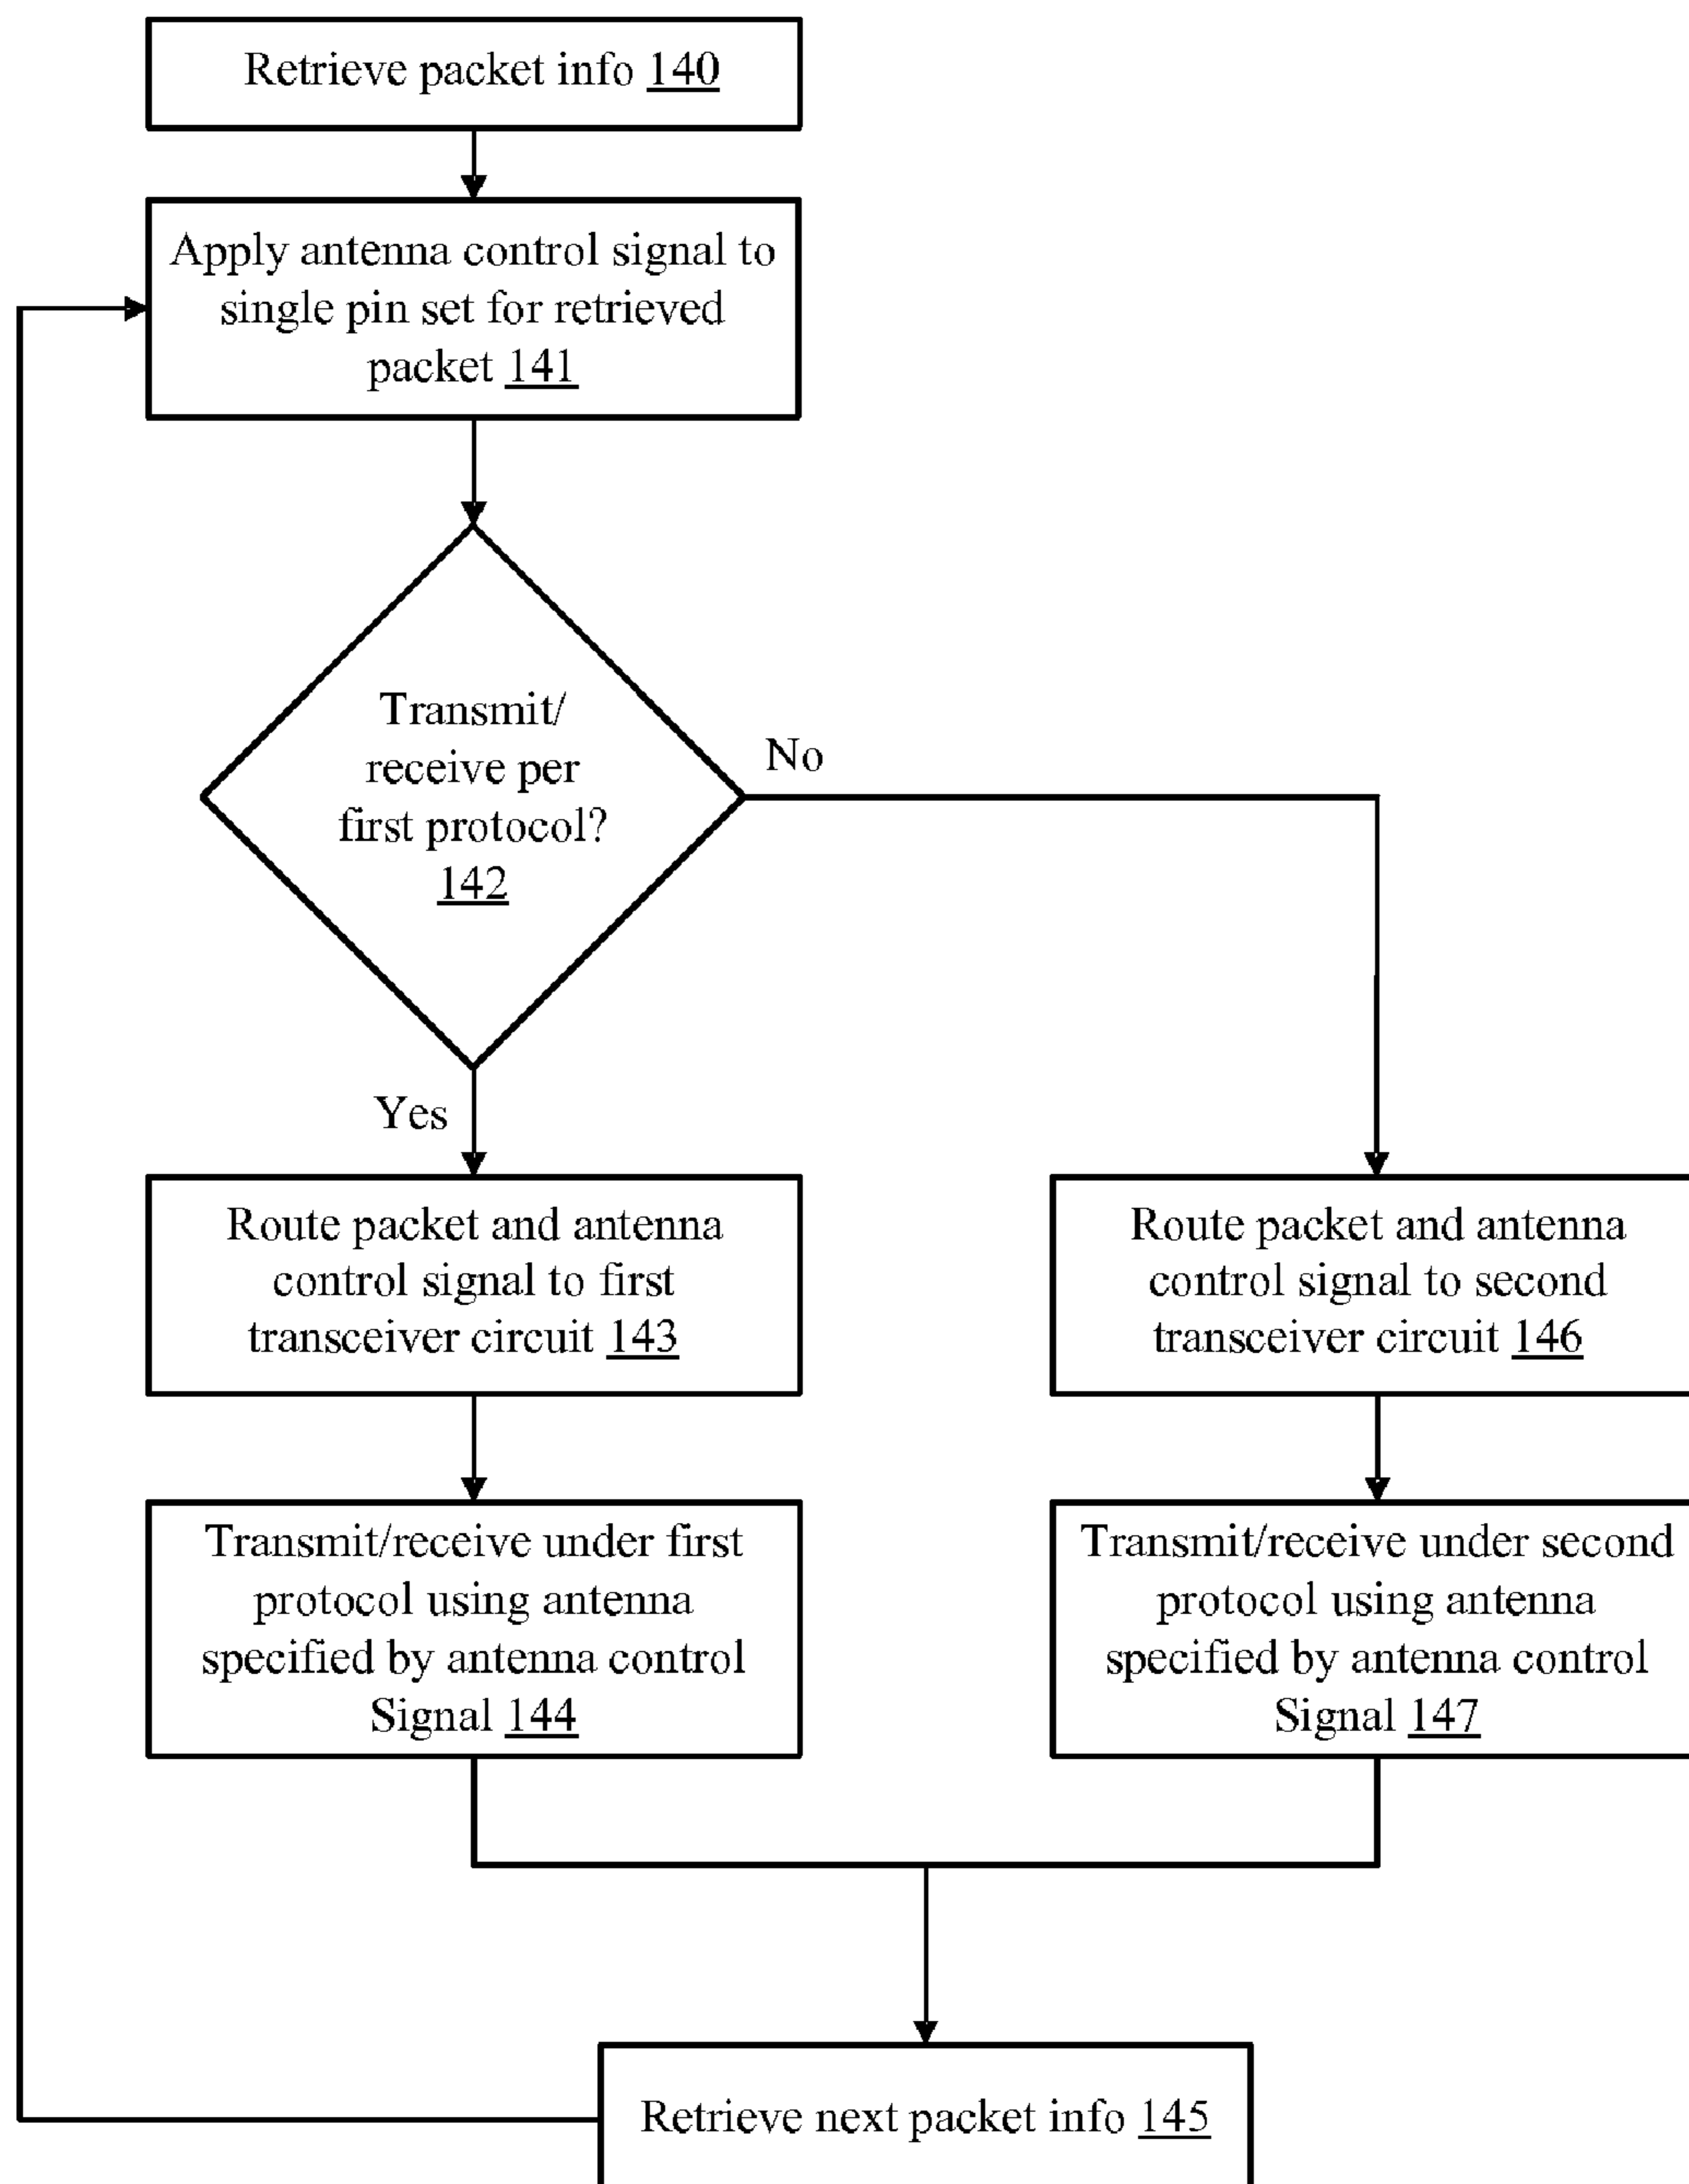 Retrieve packet info 140
Apply antenna control signal to
single pin set for retrieved
packet 141
Transmit/
receive per
first protocol?
142
No
Yes
Route packet and antenna
control signal to first
transceiver circuit 143
Route packet and antenna
control signal to second
transceiver circuit 146
Transmit/receive under first
protocol using antenna
specified by antenna control
Signal 144
Transmit/receive under second
protocol using antenna
specified by antenna control
Signal 147
Retrieve next packet info 145